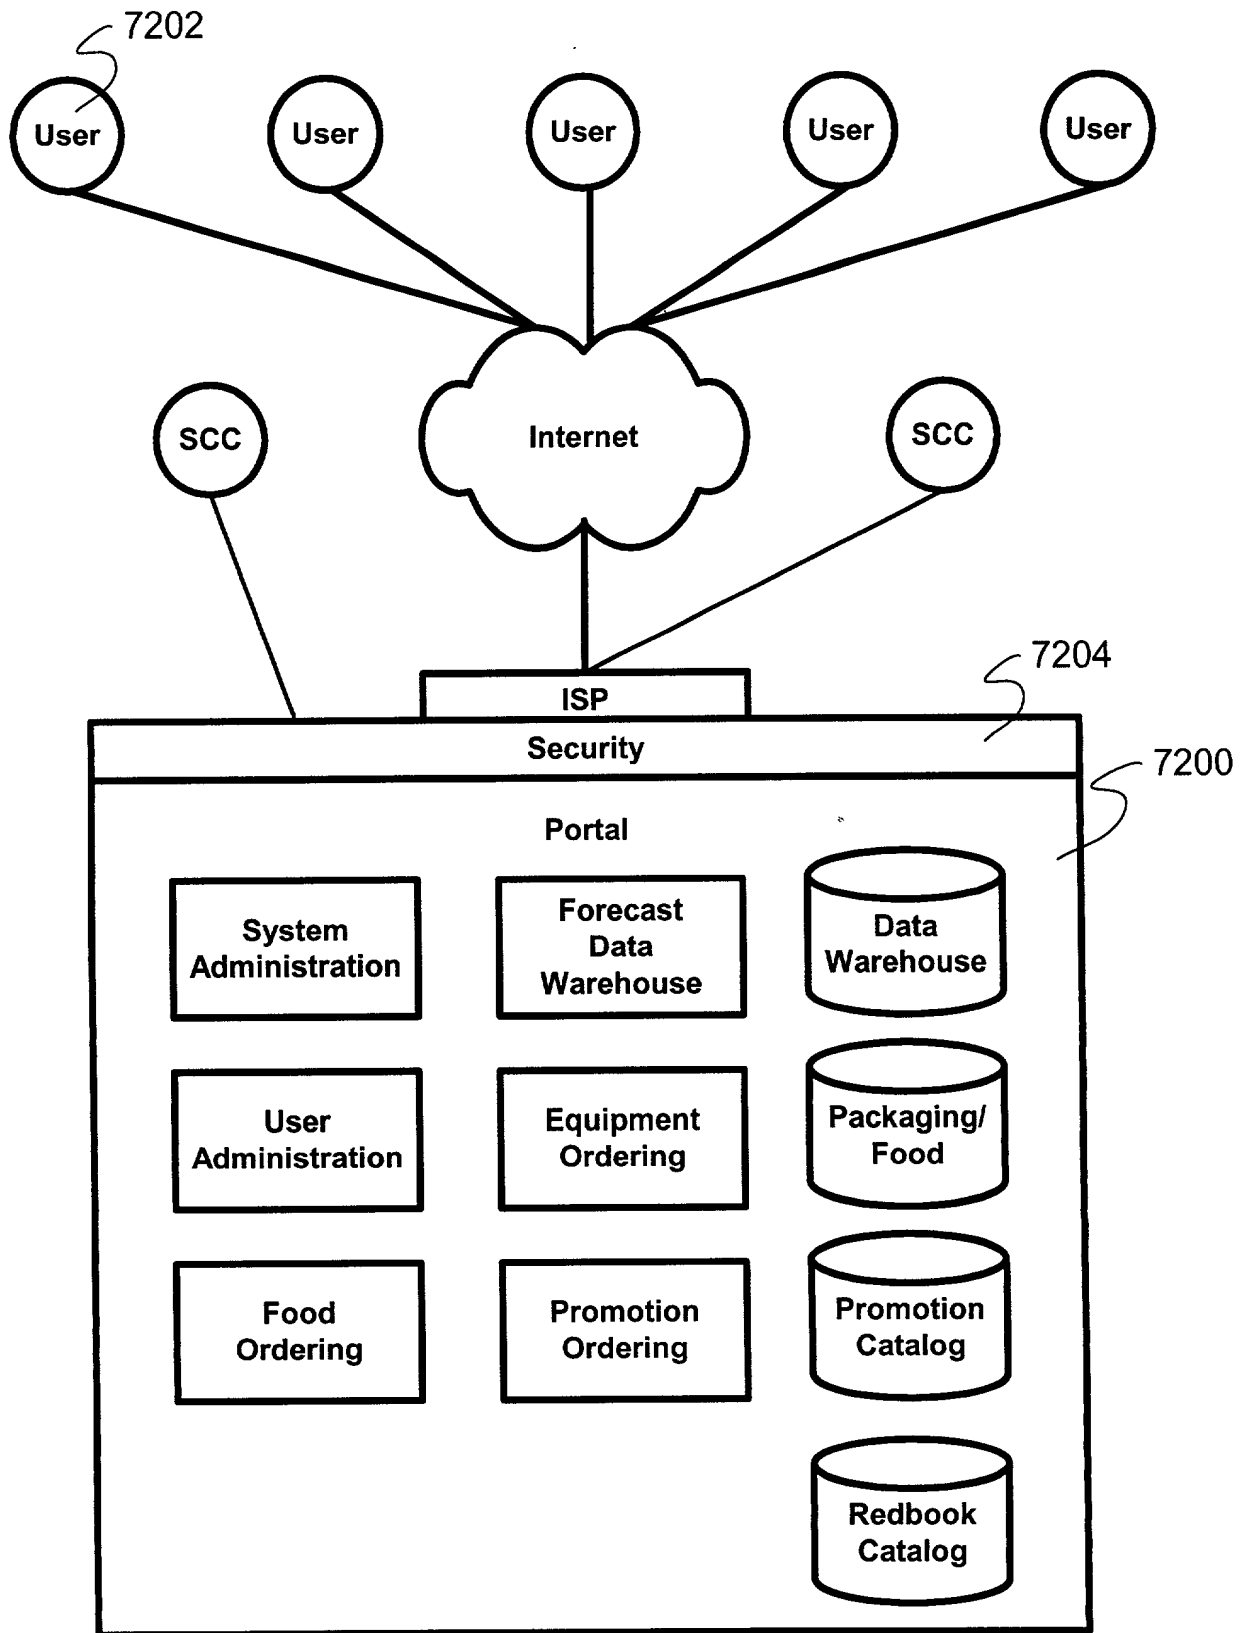 7202
User
User
User
User
User
SCC
Internet
SCC
7204
ISP
Security
7200
Portal
System
Administration
Forecast
Data
Warehouse
Data
Warehouse
User
Administration
Equipment
Ordering
Packaging/
Food
Food
Ordering
Promotion
Ordering
Promotion
Catalog
Redbook
Catalog